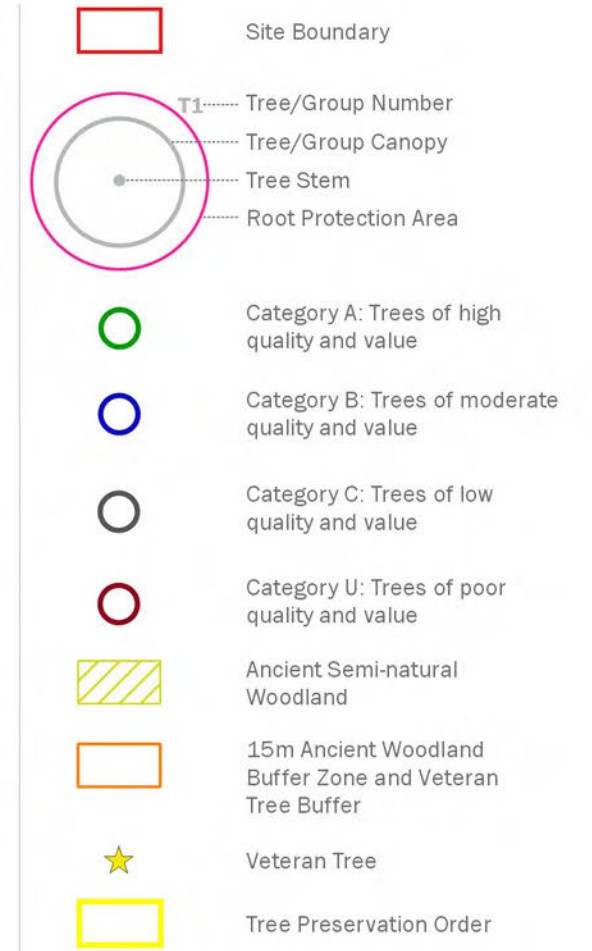 Site Boundary
T1
Tree/Group Number
Tree/Group Canopy
Tree Stem
Root Protection Area
Category A: Trees of high
quality and value
Category B: Trees of moderate
quality and value
Category C: Trees of low
quality and value
Category U: Trees of poor
quality and value
Ancient Semi-natural
Woodland
15m Ancient Woodland
Buffer Zone and Veteran
Tree Buffer
Veteran Tree
Tree Preservation Order